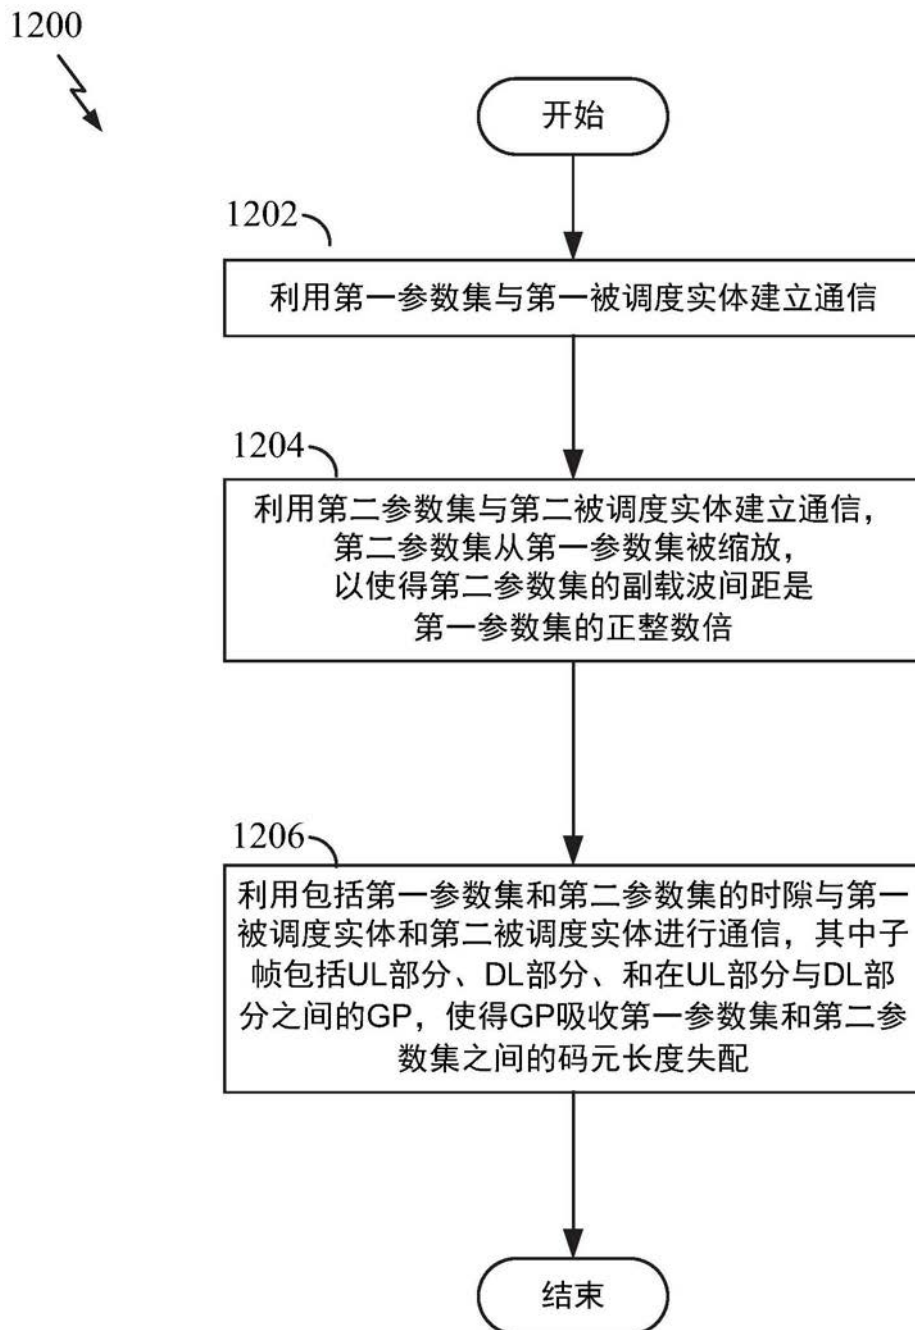 1200
开始
1202
利用第一参数集与第一被调度实体建立通信
1204
利用第二参数集与第二被调度实体建立通信，
第二参数集从第一参数集被缩放，
以使得第二参数集的副载波间距是
第一参数集的正整数倍
1206
利用包括第一参数集和第二参数集的时隙与第一
被调度实体和第二被调度实体进行通信，其中子
帧包括UL部分、DL部分、和在UL部分与DL部
分之间的GP，使得GP吸收第一参数集和第二参
数集之间的码元长度失配
结束